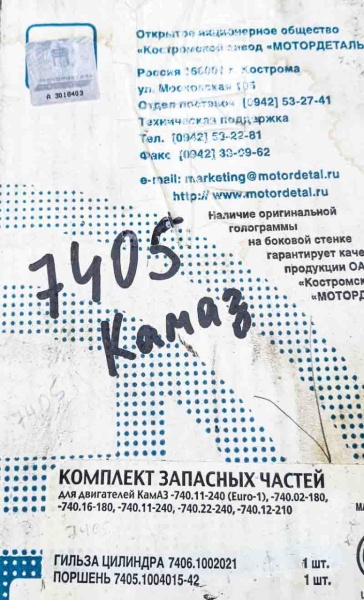 Открытое акционерное общество
«Костромской завод «МОТОРДЕТАЛЬ
Россия 156001 г. Кострома
ул. Московская 105
Отдел поставок (0942) 53-27-41
Техническая поддержка
Тел. (0942) 53-22-81
Факс (0942) 33-09-62
e-mail: marketing@motordetal.ru
http:// www.motordetal.ru
А 3018403
Наличие оригинальной
голограммы
на боковой стенке
гарантирует каче
продукции ОА
«Костромск
«МОТОРД
7405
Камаз
КОМПЛЕКТ ЗАПАСНЫХ ЧАСТЕЙ
для двигателей КамАЗ -740.11-240 (Euro-1), -740.02-180,
-740.16-180, -740.11-240, -740.22-240, -740.12-210
МА
ГИЛЬЗА ЦИЛИНДРА 7406.1002021 1 шт.
ПОРШЕНЬ 7405.1004015-42 1 шт.